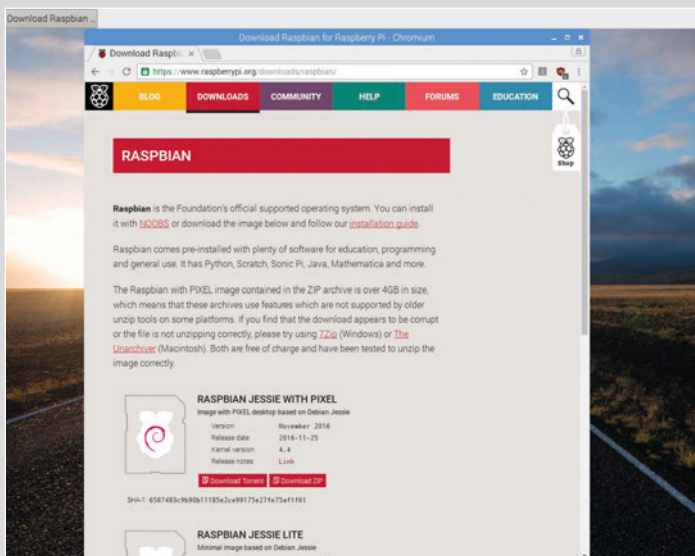 Download Raspbian ...
Download Raspbian for Raspberry Pi - Chromium
Download Raspbi
https://www.raspberrypi.org/downloads/raspbian/
BLOG DOWNLOADS COMMUNITY HELP FORUMS EDUCATION
Shop
RASPBIAN
Raspbian is the Foundation's official supported operating system. You can install
it with NOOBS or download the image below and follow our installation guide.
Raspbian comes pre-installed with plenty of software for education, programming
and general use. It has Python, Scratch, Sonic Pi, Java, Mathematica and more.
The Raspbian with PIXEL image contained in the ZIP archive is over 4GB in size,
which means that these archives use features which are not supported by older
unzip tools on some platforms. If you find that the download appears to be corrupt
or the file is not unzipping correctly, please try using 7Zip (Windows) or The
Unarchiver (Macintosh). Both are free of charge and have been tested to unzip the
image correctly.
RASPBIAN JESSIE WITH PIXEL
Image with PIXEL desktop based on Debian Jessie
Version: November 2016
Release date: 2016-11-25
Kernel version: 4.4
Release notes: Link
Download Torrent Download ZIP
SHA-1:
RASPBIAN JESSIE LITE
Minimal image based on Debian Jessie